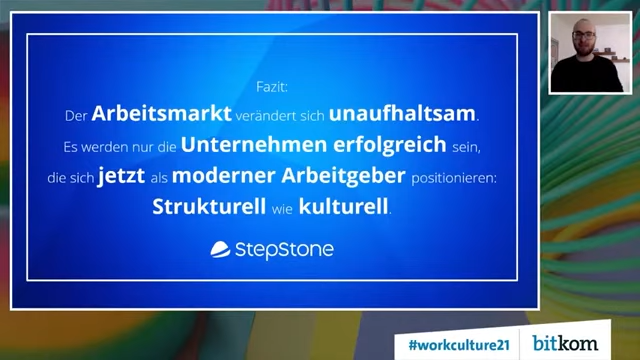 Fazit:
Der Arbeitsmarkt verändert sich unaufhaltsam.
Es werden nur die Unternehmen erfolgreich sein,
die sich jetzt als moderner Arbeitgeber positionieren:
Strukturell wie kulturell.
StepStone
#workculture21
bitkom